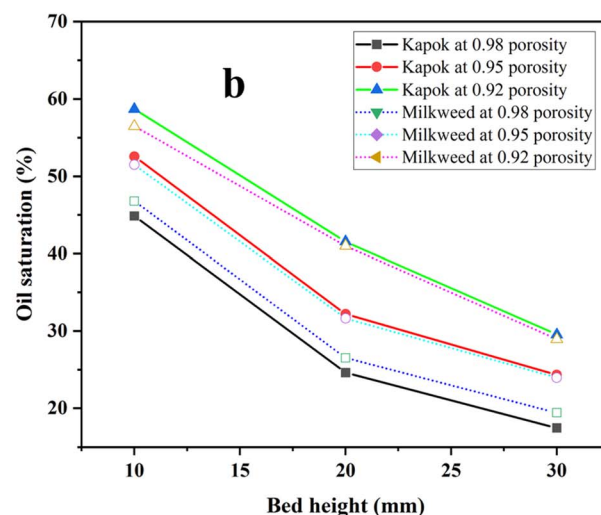 70
60
50
40
30
20
10
15
20
25
30
Oil saturation (%)
Bed height (mm)
b
Kapok at 0.98 porosity
Kapok at 0.95 porosity
Kapok at 0.92 porosity
Milkweed at 0.98 porosity
Milkweed at 0.95 porosity
Milkweed at 0.92 porosity